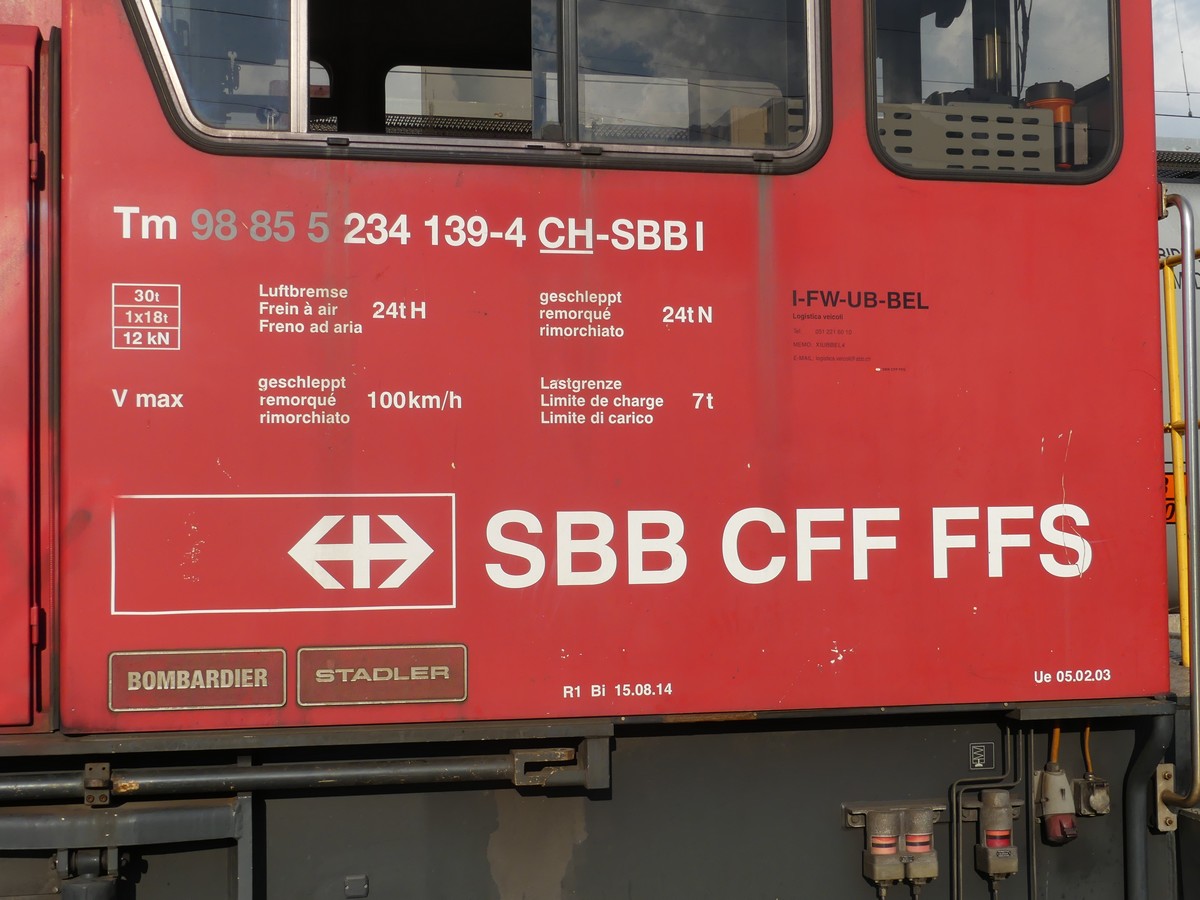 Tm 98 85 5 234 139-4 CH-SBB I
30t
1x18t
12 kN
Luftbremse
Frein à air
Freno ad aria
24t H
geschleppt
remorqué
rimorchiato
24t N
I-FW-UB-BEL
Logistica veicoli
V max
geschleppt
remorqué
rimorchiato
100km/h
Lastgrenze
Limite de charge
Limite di carico
7t
SBB CFF FFS
BOMBARDIER
STADLER
R1 Bi 15.08.14
Ue 05.02.03